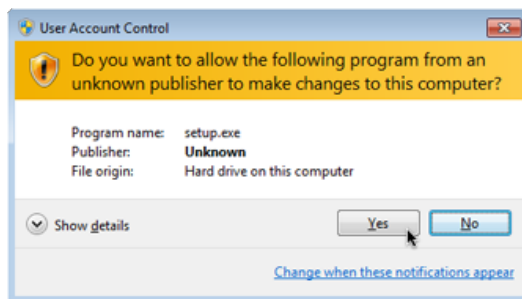 User Account Control
Do you want to allow the following program from an
unknown publisher to make changes to this computer?
Program name: setup.exe
Publisher: Unknown
File origin: Hard drive on this computer
Show details
Yes
No
Change when these notifications appear